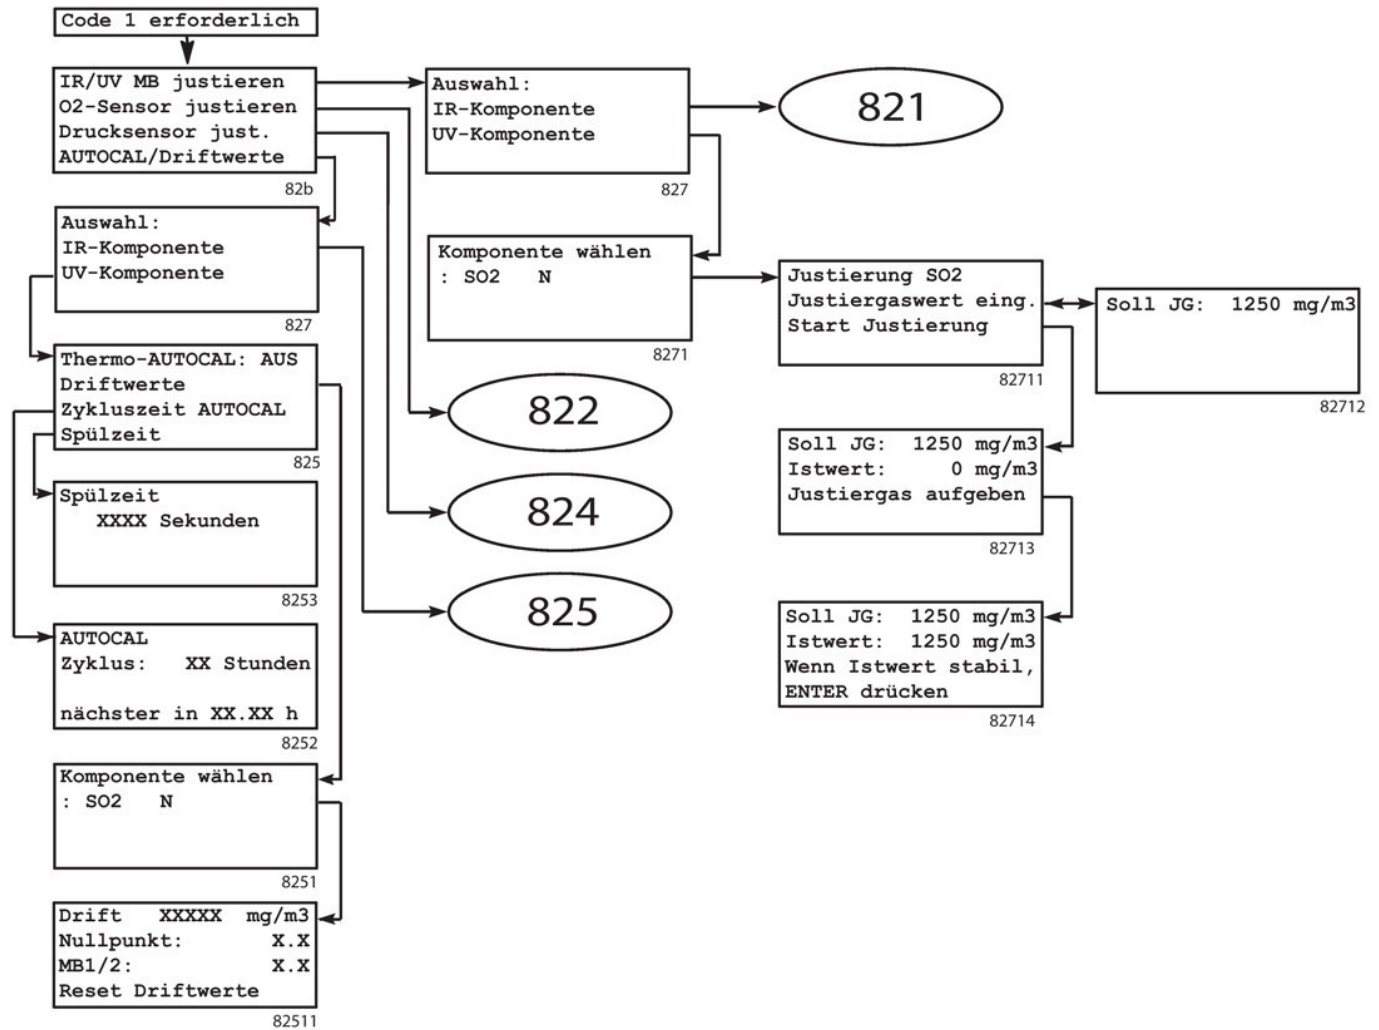 Code 1 erforderlich
IR/UV MB justieren
O2-Sensor justieren
Drucksensor just.
AUTOCAL/Driftwerte
82b
Auswahl:
IR-Komponente
UV-Komponente
827
821
Auswahl:
IR-Komponente
UV-Komponente
827
Komponente wählen
: SO2 N
8271
Justierung SO2
Justiergaswert eing.
Start Justierung
82711
Soll JG: 1250 mg/m3
82712
Thermo-AUTOCAL: AUS
Driftwerte
Zykluszeit AUTOCAL
Spülzeit
825
822
Soll JG: 1250 mg/m3
Istwert: 0 mg/m3
Justiergas aufgeben
82713
Spülzeit
XXXX Sekunden
8253
824
825
Soll JG: 1250 mg/m3
Istwert: 1250 mg/m3
Wenn Istwert stabil,
ENTER drücken
82714
AUTOCAL
Zyklus: XX Stunden
nächster in XX.XX h
8252
Komponente wählen
: SO2 N
8251
Drift XXXXX mg/m3
Nullpunkt: X.X
MB1/2: X.X
Reset Driftwerte
82511